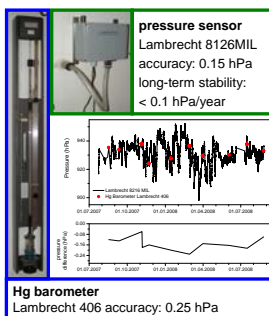 pressure sensor
Lambrecht 8126MIL
accuracy: 0.15 hPa
long-term stability:
< 0.1 hPa/year
Pressure (hPa)
940
920
900
Lambrecht 8216 MIL
Hg Barometer Lambrecht 406
01.07.2007 01.10.2007 01.01.2008 01.04.2008 01.07.2008
pressure
difference (hPa)
0.00
-0.08
-0.16
-0.24
01.07.2007 01.10.2007 01.01.2008 01.04.2008 01.07.2008
Hg barometer
Lambrecht 406 accuracy: 0.25 hPa